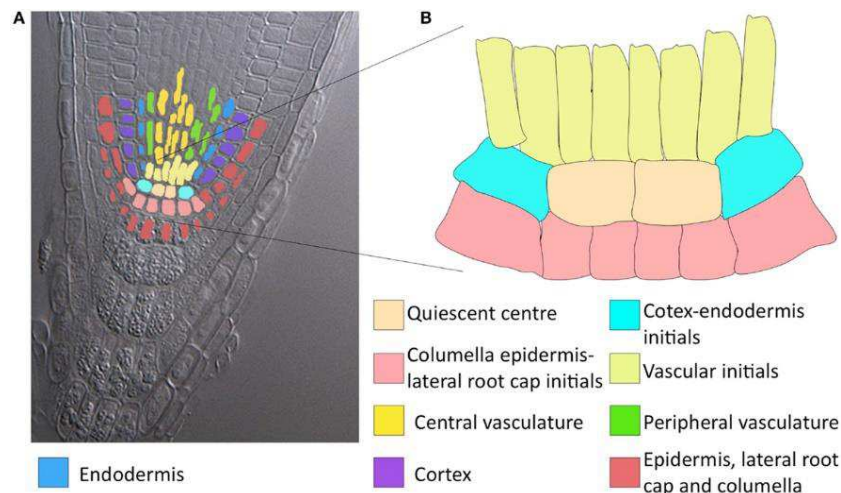 A
B
Quiescent centre
Cotex-endodermis
initials
Columella epidermis-
lateral root cap initials
Vascular initials
Central vasculature
Peripheral vasculature
Endodermis
Cortex
Epidermis, lateral root
cap and columella